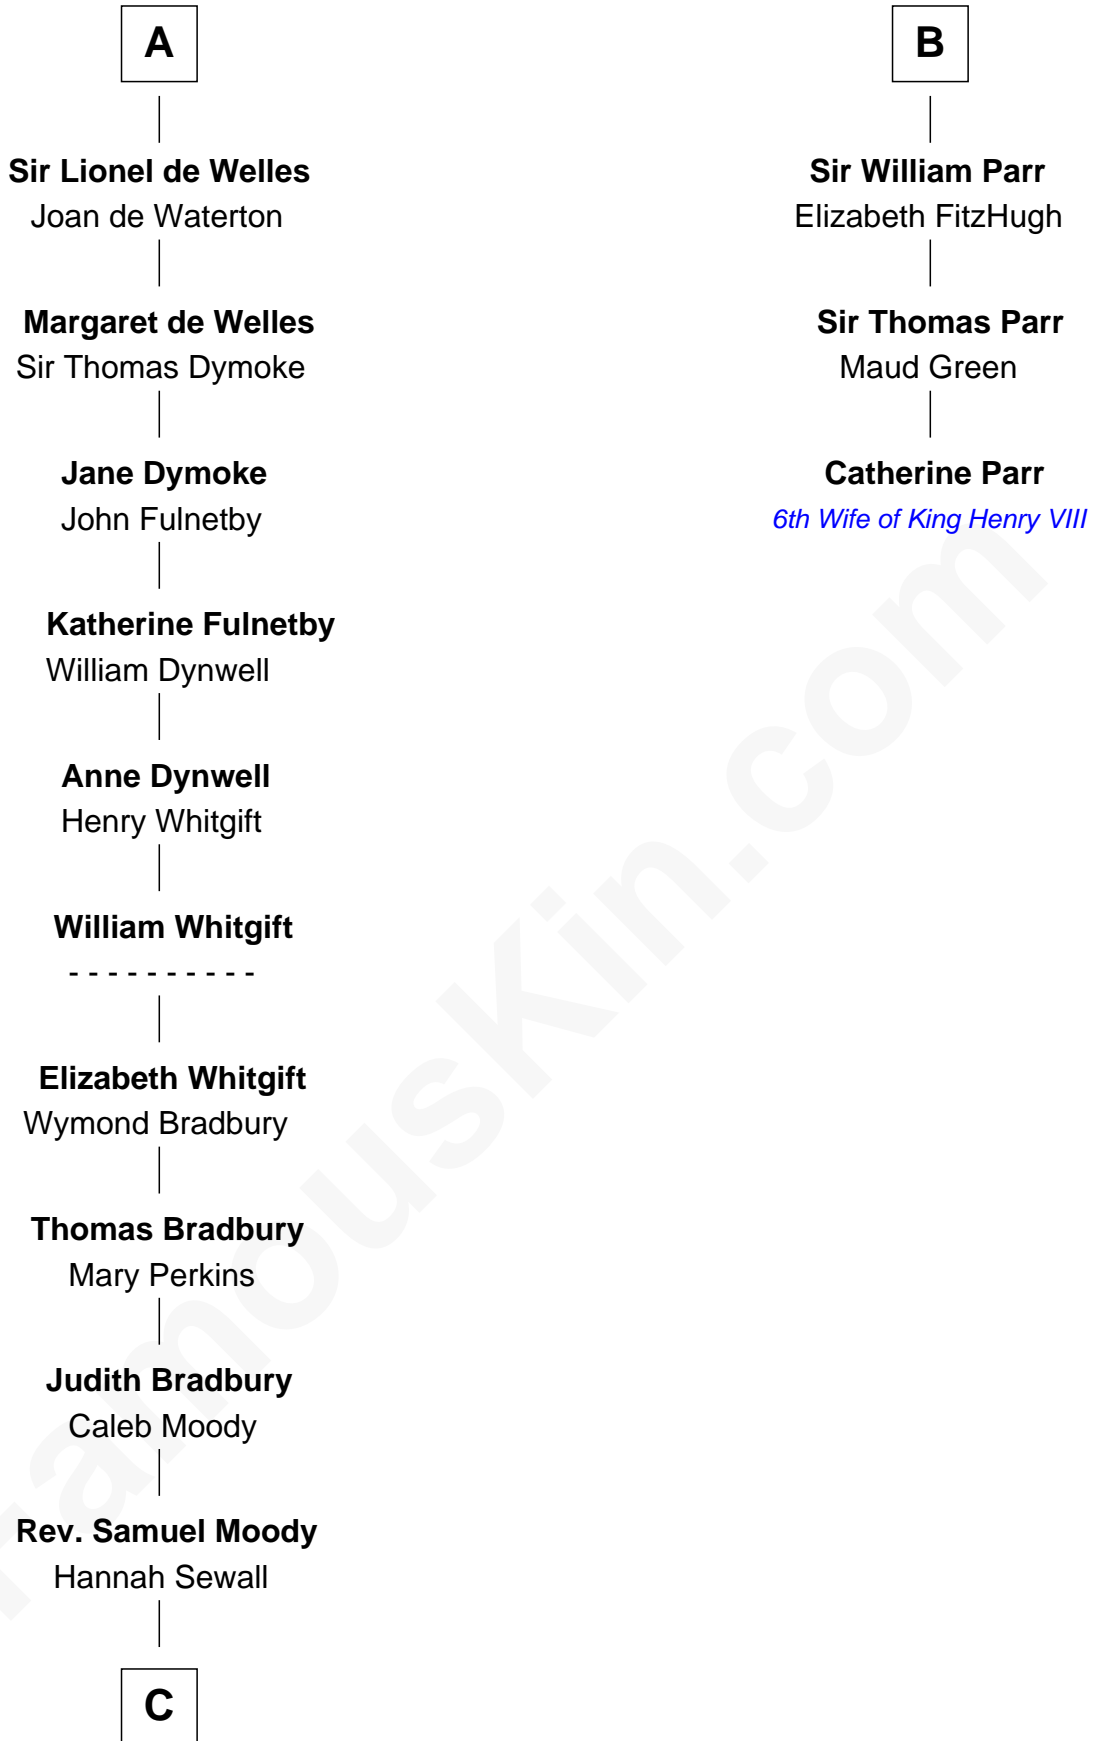 A
Sir Lionel de Welles
Joan de Waterton
Margaret de Welles
Sir Thomas Dymoke
Jane Dymoke
John Fulnetby
Katherine Fulnetby
William Dynwell
Anne Dynwell
Henry Whitgift
William Whitgift
- - - - - - - - - -
Elizabeth Whitgift
Wymond Bradbury
Thomas Bradbury
Mary Perkins
Judith Bradbury
Caleb Moody
Rev. Samuel Moody
Hannah Sewall
C
B
Sir William Parr
Elizabeth FitzHugh
Sir Thomas Parr
Maud Green
Catherine Parr
6th Wife of King Henry VIII
FamousKin.com